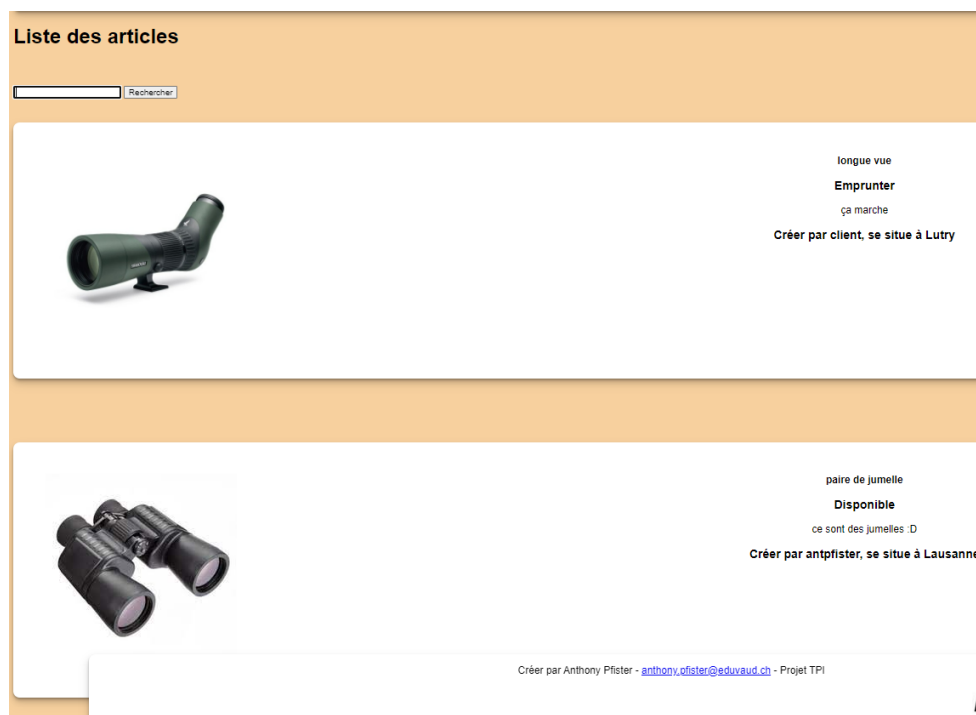 Liste des articles
Rechercher
longue vue
Emprunter
ça marche
Créer par client, se situe à Lutry
paire de jumelle
Disponible
ce sont des jumelles :D
Créer par antpfister, se situe à Lausanne
Créer par Anthony Pfister - anthony.pfister@eduvaud.ch - Projet TPI